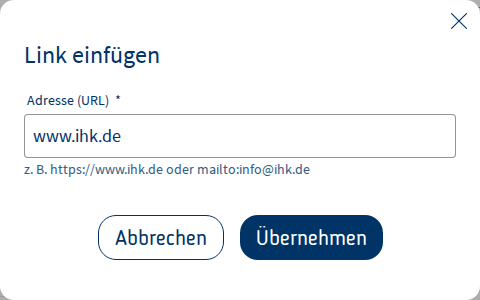 Link einfügen
Adresse (URL) *
www.ihk.de
z. B. https://www.ihk.de oder mailto:info@ihk.de
Abbrechen Übernehmen